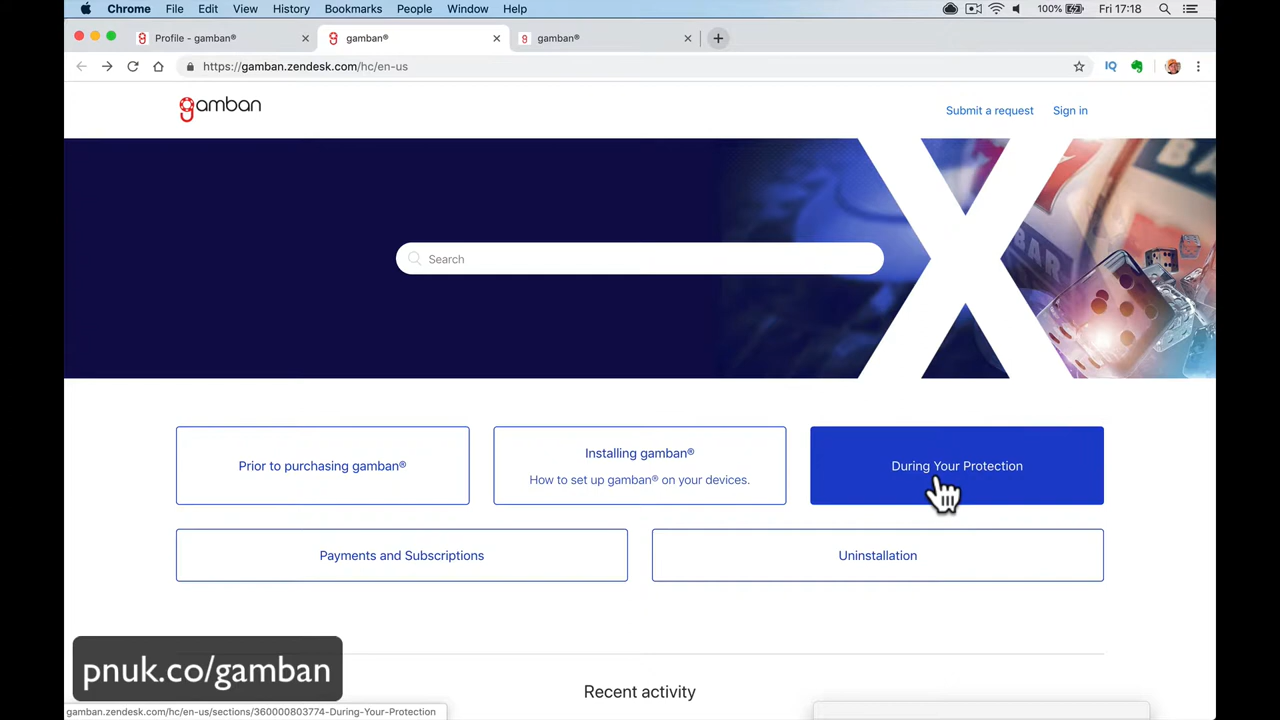 Chrome File Edit View History Bookmarks People Window Help 100% Fri 17:18
Profile - gamban® gamban® gamban®
https://gamban.zendesk.com/hc/en-us IQ
gamban Submit a request Sign in
BAR
BAR
Search
Prior to purchasing gamban®
Installing gamban®
How to set up gamban® on your devices.
During Your Protection
Payments and Subscriptions
Uninstallation
pnuk.co/gamban
Recent activity
gamban.zendesk.com/hc/en-us/sections/360000803774-During-Your-Protection